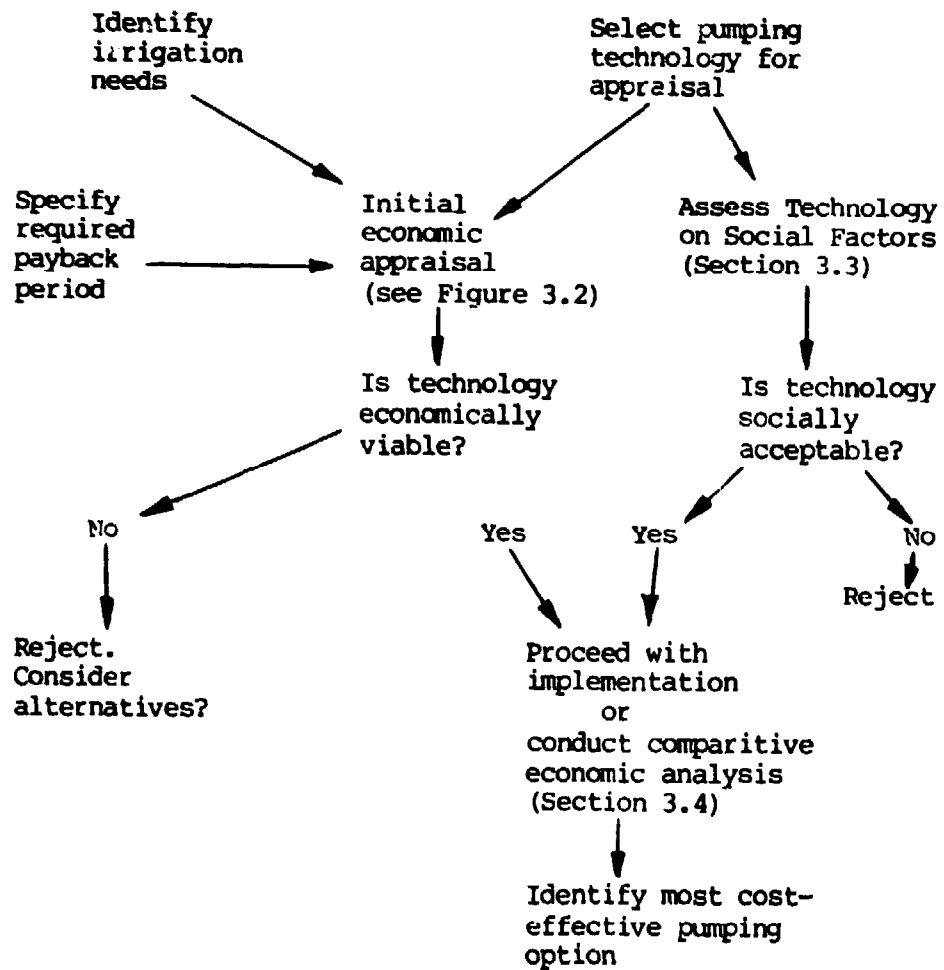 Identify
irrigation
needs
Select pumping
technology for
appraisal
Specify
required
payback
period
Initial
economic
appraisal
(see Figure 3.2)
Assess Technology
on Social Factors
(Section 3.3)
Is technology
economically
viable?
Is technology
socially
acceptable?
No
Yes
Yes
No
Reject
Reject.
Consider
alternatives?
Proceed with
implementation
or
conduct comparitive
economic analysis
(Section 3.4)
Identify most cost-
effective pumping
option